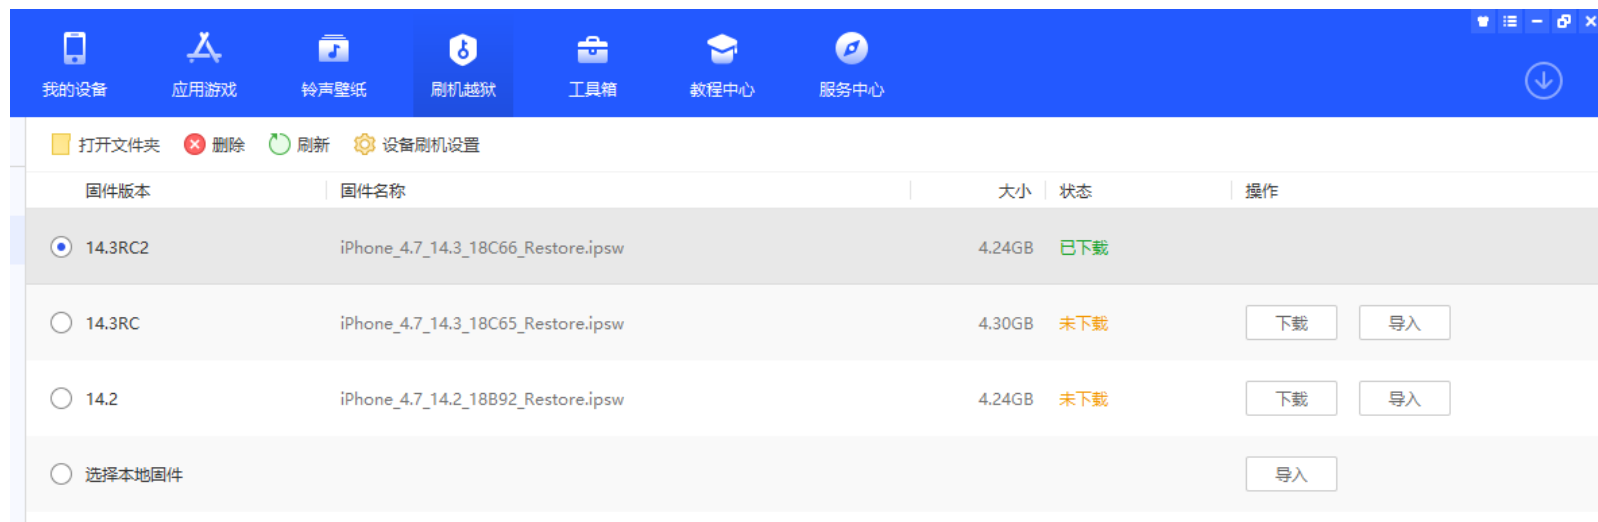 我的设备 应用游戏 铃声壁纸 刷机越狱 工具箱 教程中心 服务中心
打开文件夹 删除 刷新 设备刷机设置
固件版本 固件名称 大小 状态 操作
14.3RC2 iPhone_4.7_14.3_18C66_Restore.ipsw 4.24GB 已下载
14.3RC iPhone_4.7_14.3_18C65_Restore.ipsw 4.30GB 未下载 下载 导入
14.2 iPhone_4.7_14.2_18B92_Restore.ipsw 4.24GB 未下载 下载 导入
选择本地固件 导入